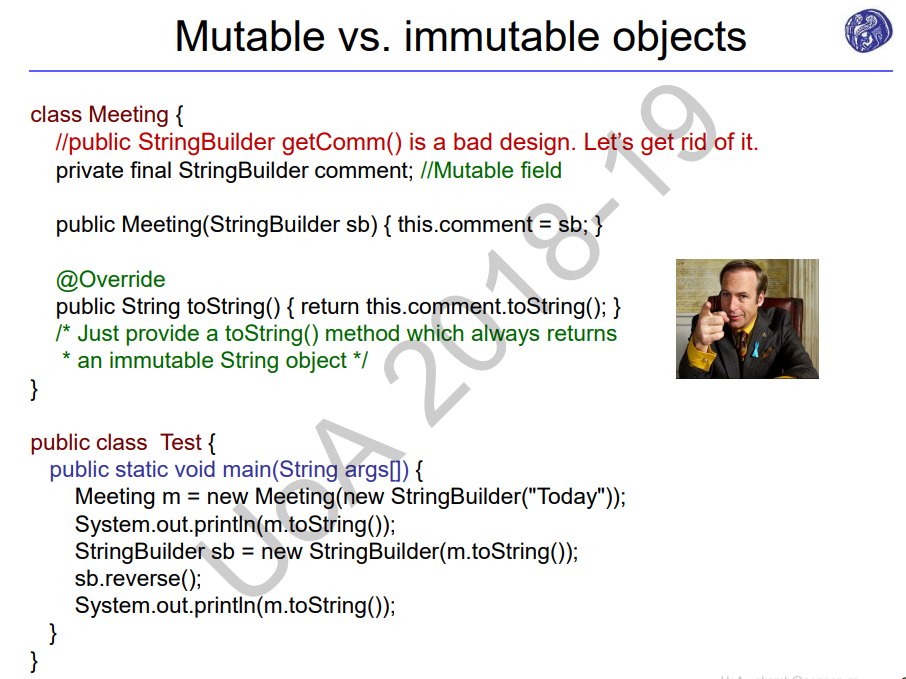 Mutable vs. immutable objects
class Meeting {
//public StringBuilder getComm() is a bad design. Let’s get rid of it.
private final StringBuilder comment; //Mutable field
public Meeting(StringBuilder sb) { this.comment = sb; }
@Override
public String toString() { return this.comment.toString(); }
/* Just provide a toString() method which always returns
* an immutable String object */
}
public class  Test {
public static void main(String args[]) {
Meeting m = new Meeting(new StringBuilder("Today"));
System.out.println(m.toString());
StringBuilder sb = new StringBuilder(m.toString());
sb.reverse();
System.out.println(m.toString());
}
}
UoA 2018-19